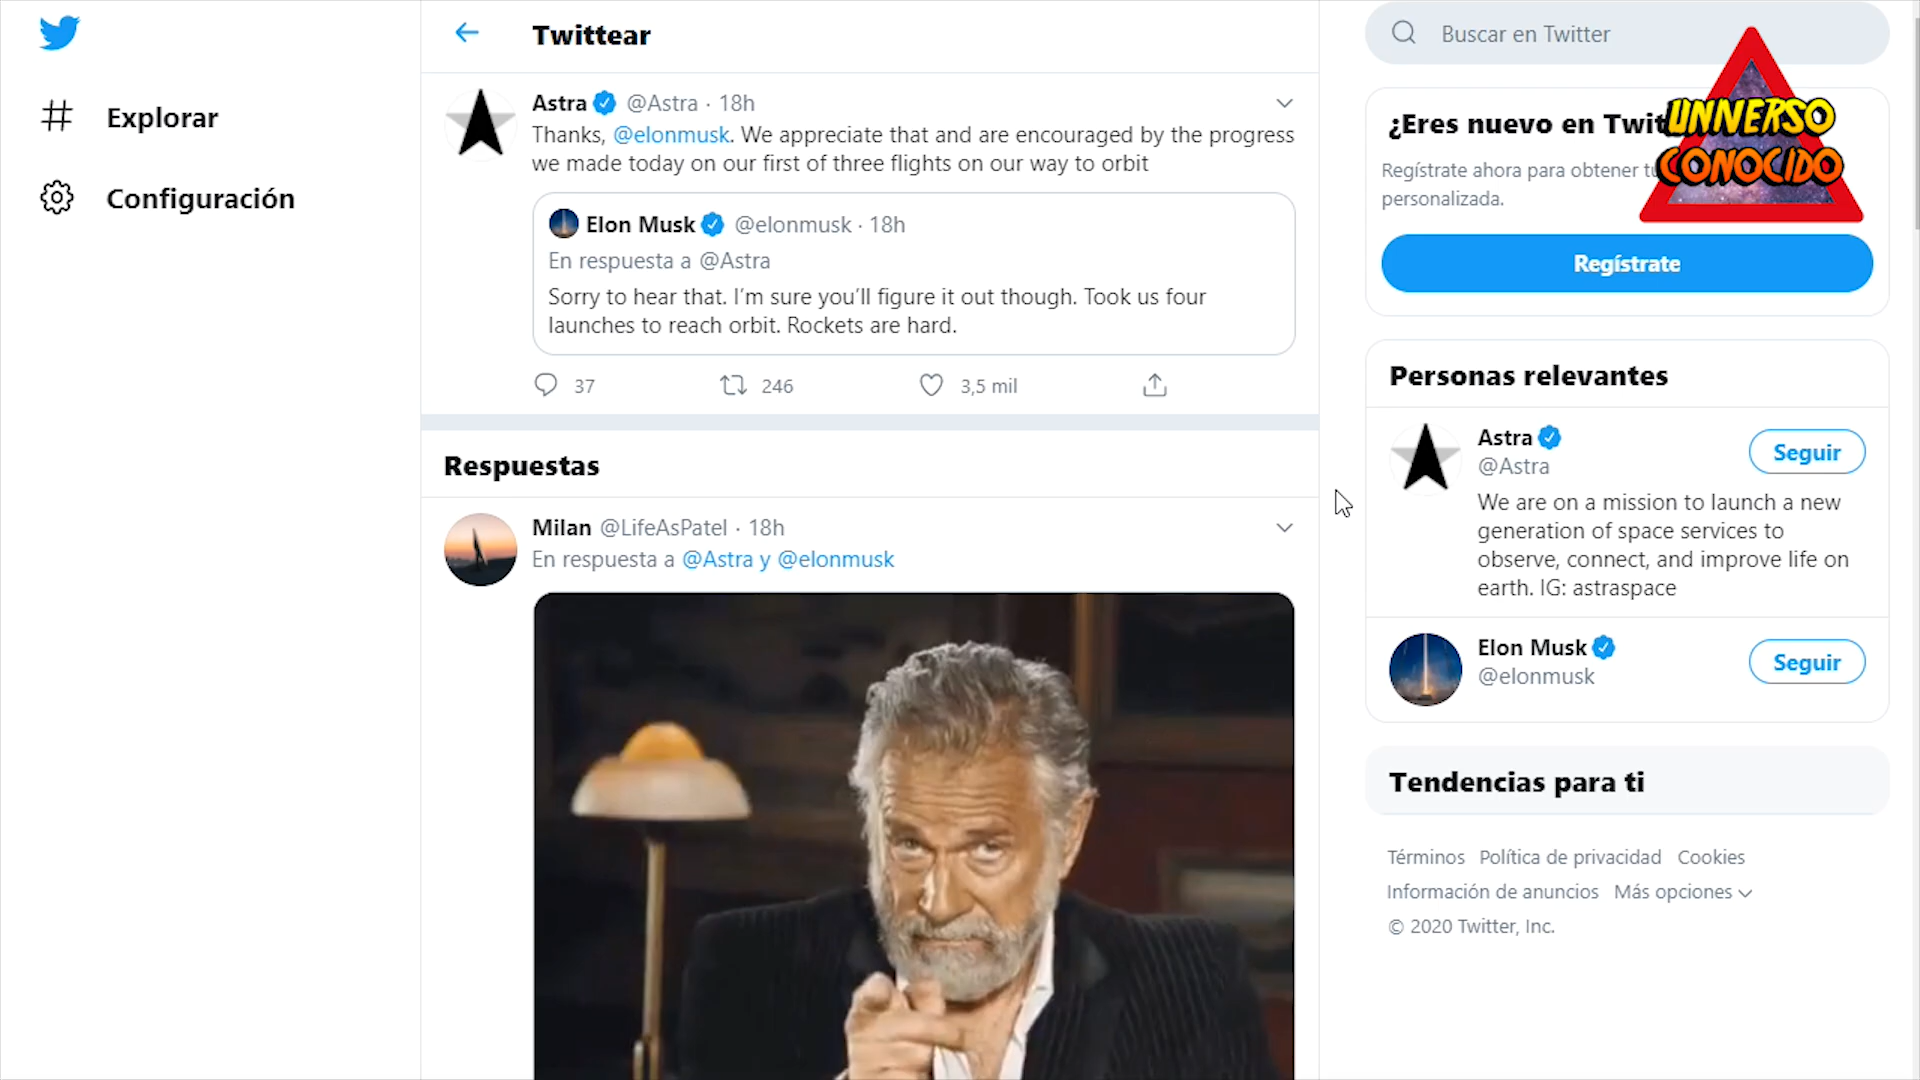 Explorar
Configuración
Twittear
Astra @Astra · 18h
Thanks, @elonmusk. We appreciate that and are encouraged by the progress
we made today on our first of three flights on our way to orbit
Elon Musk @elonmusk · 18h
En respuesta a @Astra
Sorry to hear that. I’m sure you’ll figure it out though. Took us four
launches to reach orbit. Rockets are hard.
37 246 3,5 mil
Respuestas
Milan @LifeAsPatel · 18h
En respuesta a @Astra y @elonmusk
Buscar en Twitter
¿Eres nuevo en Twit
Regístrate ahora para obtener tu
personalizada.
Regístrate
UNIVERSO
CONOCIDO
Personas relevantes
Astra
@Astra
Seguir
We are on a mission to launch a new
generation of space services to
observe, connect, and improve life on
earth. IG: astraspace
Elon Musk
@elonmusk
Seguir
Tendencias para ti
Términos Política de privacidad Cookies
Información de anuncios Más opciones
© 2020 Twitter, Inc.